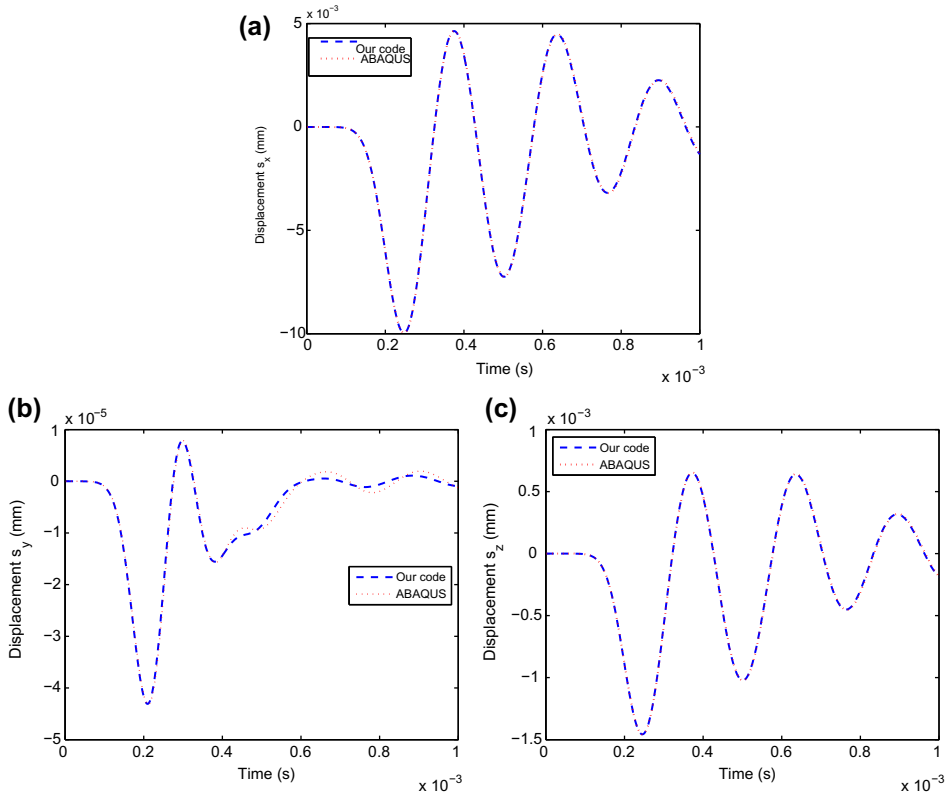 (a)
x 10−3
5
0
−5
−10
Displacement sx (mm)
Our code
ABAQUS
0 0.2 0.4 0.6 0.8 1
Time (s)
x 10−3
(b)
x 10−5
1
0
−1
−2
−3
−4
−5
Displacement sy (mm)
Our code
ABAQUS
0 0.2 0.4 0.6 0.8 1
Time (s)
x 10−3
(c)
x 10−3
1
0.5
0
−0.5
−1
−1.5
Displacement sz (mm)
Our code
ABAQUS
0 0.2 0.4 0.6 0.8 1
Time (s)
x 10−3